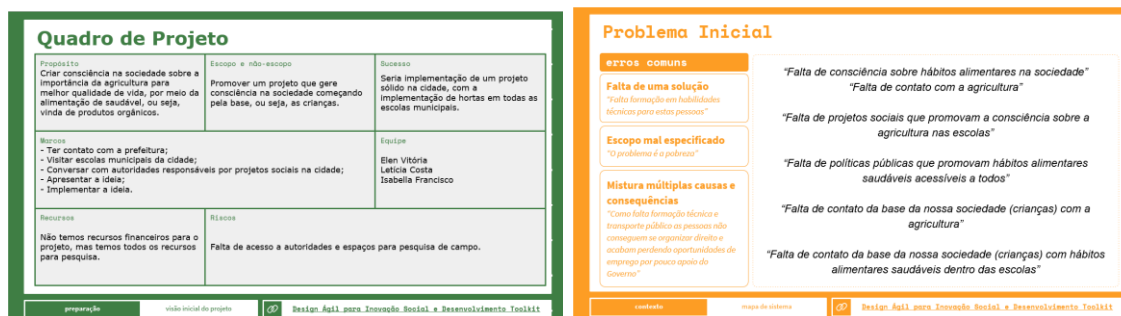 Quadro de Projeto
Propósito
Criar consciência na sociedade sobre a
importância da agricultura para
melhor qualidade de vida, por meio da
alimentação de saudável, ou seja,
vinda de produtos orgânicos.
Escopo e não-escopo
Promover um projeto que gere
consciência na sociedade começando
pela base, ou seja, as crianças.
Sucesso
Seria implementação de um projeto
sólido na cidade, com a
implementação de hortas em todas as
escolas municipais.
Marcos
- Ter contato com a prefeitura;
- Visitar escolas municipais da cidade;
- Conversar com autoridades responsáveis por projetos sociais na cidade;
- Apresentar a ideia;
- Implementar a ideia.
Equipe
Elen Vitória
Letícia Costa
Isabella Francisco
Recursos
Não temos recursos financeiros para o
projeto, mas temos todos os recursos
para pesquisa.
Riscos
Falta de acesso a autoridades e espaços para pesquisa de campo.
preparação
visão inicial do projeto
Design Ágil para Inovação Social e Desenvolvimento Toolkit
Problema Inicial
erros comuns
Falta de uma solução
"Falta formação em habilidades
técnicas para estas pessoas"
Escopo mal especificado
"O problema é a pobreza"
Mistura múltiplas causas e
consequências
"Como falta formação técnica e
transporte público as pessoas não
conseguem se organizar direito e
acabam perdendo oportunidades de
emprego por pouco apoio do
Governo"
"Falta de consciência sobre hábitos alimentares na sociedade"
"Falta de contato com a agricultura"
"Falta de projetos sociais que promovam a consciência sobre a
agricultura nas escolas"
"Falta de políticas públicas que promovam hábitos alimentares
saudáveis acessíveis a todos"
"Falta de contato da base da nossa sociedade (crianças) com a
agricultura"
"Falta de contato da base da nossa sociedade (crianças) com hábitos
alimentares saudáveis dentro das escolas"
contexto
mapa do sistema
Design Ágil para Inovação Social e Desenvolvimento Toolkit